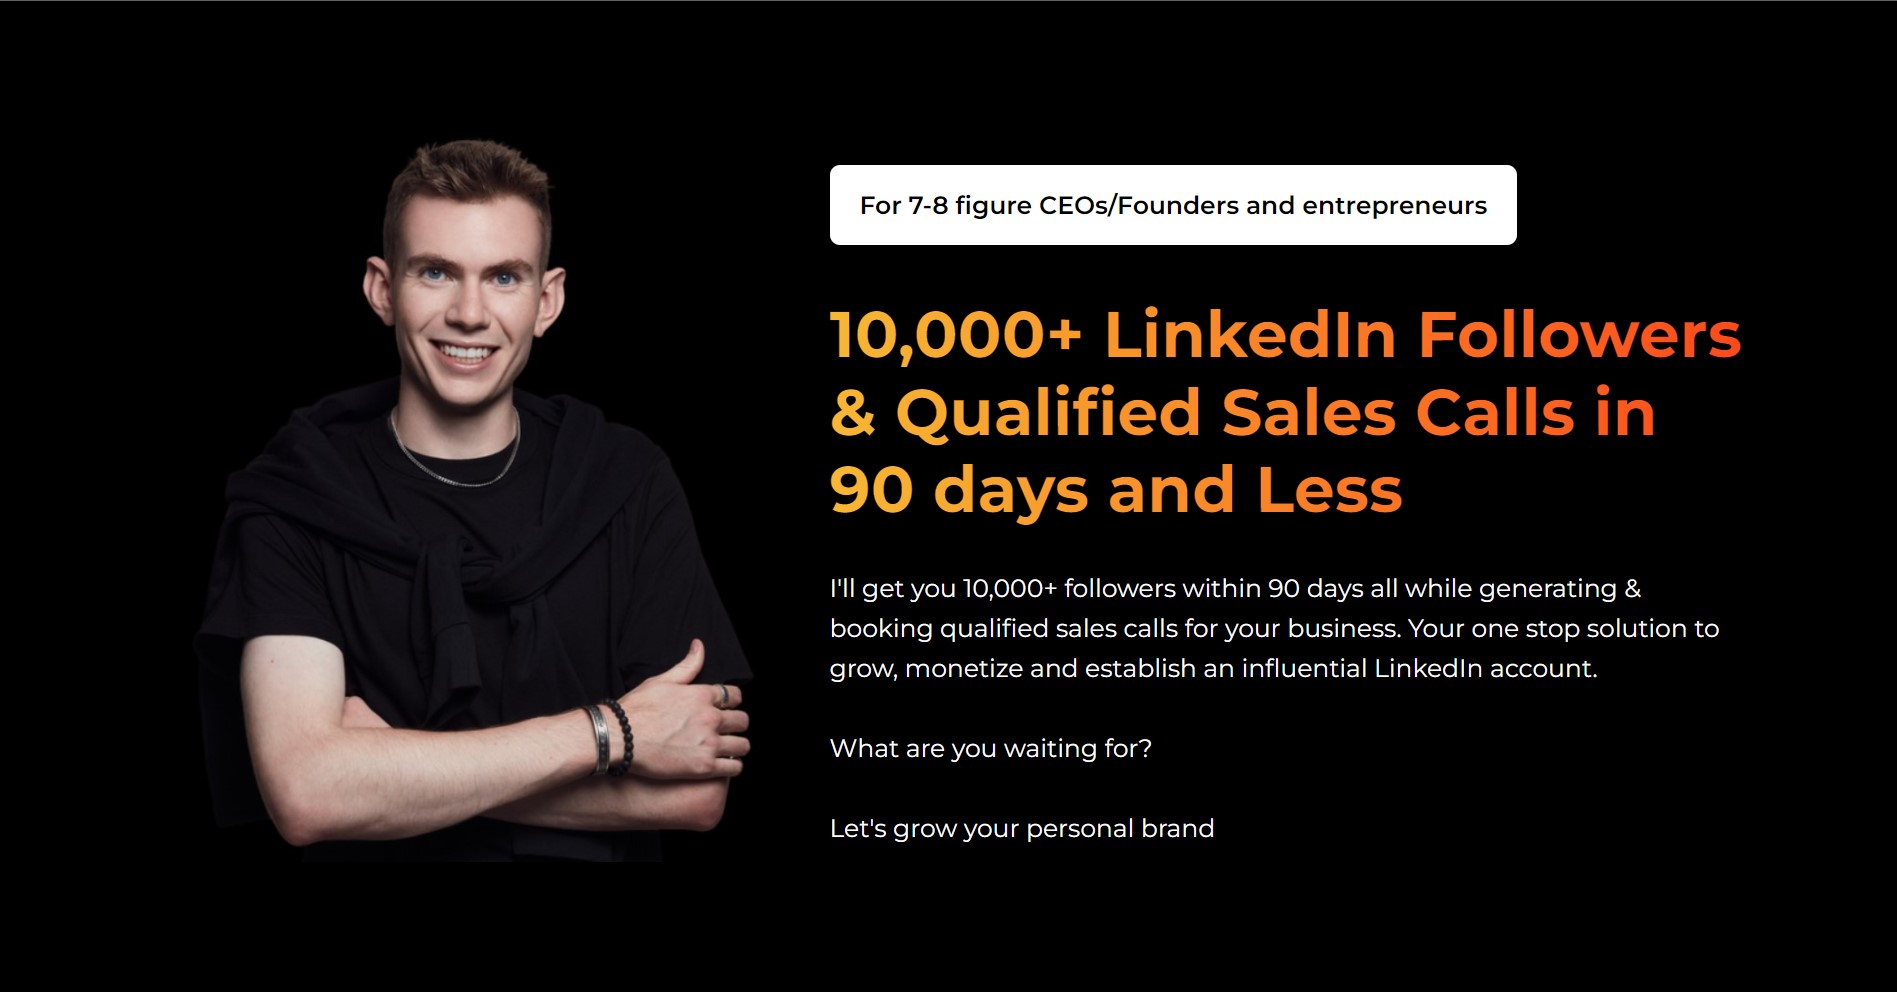 For 7-8 figure CEOs/Founders and entrepreneurs
10,000+ LinkedIn Followers
& Qualified Sales Calls in
90 days and Less
I'll get you 10,000+ followers within 90 days all while generating &
booking qualified sales calls for your business. Your one stop solution to
grow, monetize and establish an influential LinkedIn account.
What are you waiting for?
Let's grow your personal brand